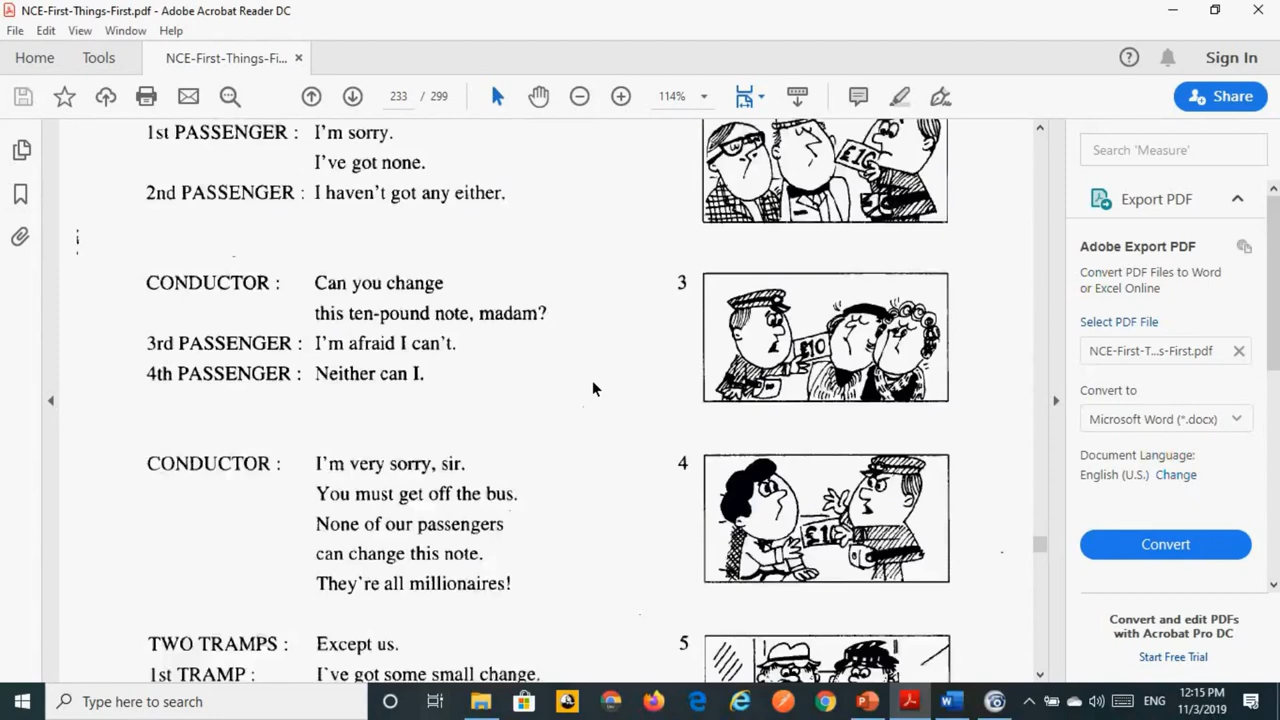 NCE-First-Things-First.pdf - Adobe Acrobat Reader DC
File Edit View Window Help
Home Tools NCE-First-Things-Fi... × Sign In
233 / 299 114% Share
1st PASSENGER : I'm sorry.
I've got none.
2nd PASSENGER : I haven't got any either.
£10
CONDUCTOR : Can you change
this ten-pound note, madam?
3rd PASSENGER : I'm afraid I can't.
4th PASSENGER : Neither can I.
3
£10
CONDUCTOR : I'm very sorry, sir.
You must get off the bus.
None of our passengers
can change this note.
They're all millionaires!
4
£10
TWO TRAMPS : Except us.
1st TRAMP : I've got some small change.
5
Search 'Measure'
Export PDF
Adobe Export PDF
Convert PDF Files to Word
or Excel Online
Select PDF File
NCE-First-T...s-First.pdf
Convert to
Microsoft Word (*.docx)
Document Language:
English (U.S.) Change
Convert
Convert and edit PDFs
with Acrobat Pro DC
Start Free Trial
Type here to search
ENG
12:15 PM
11/3/2019